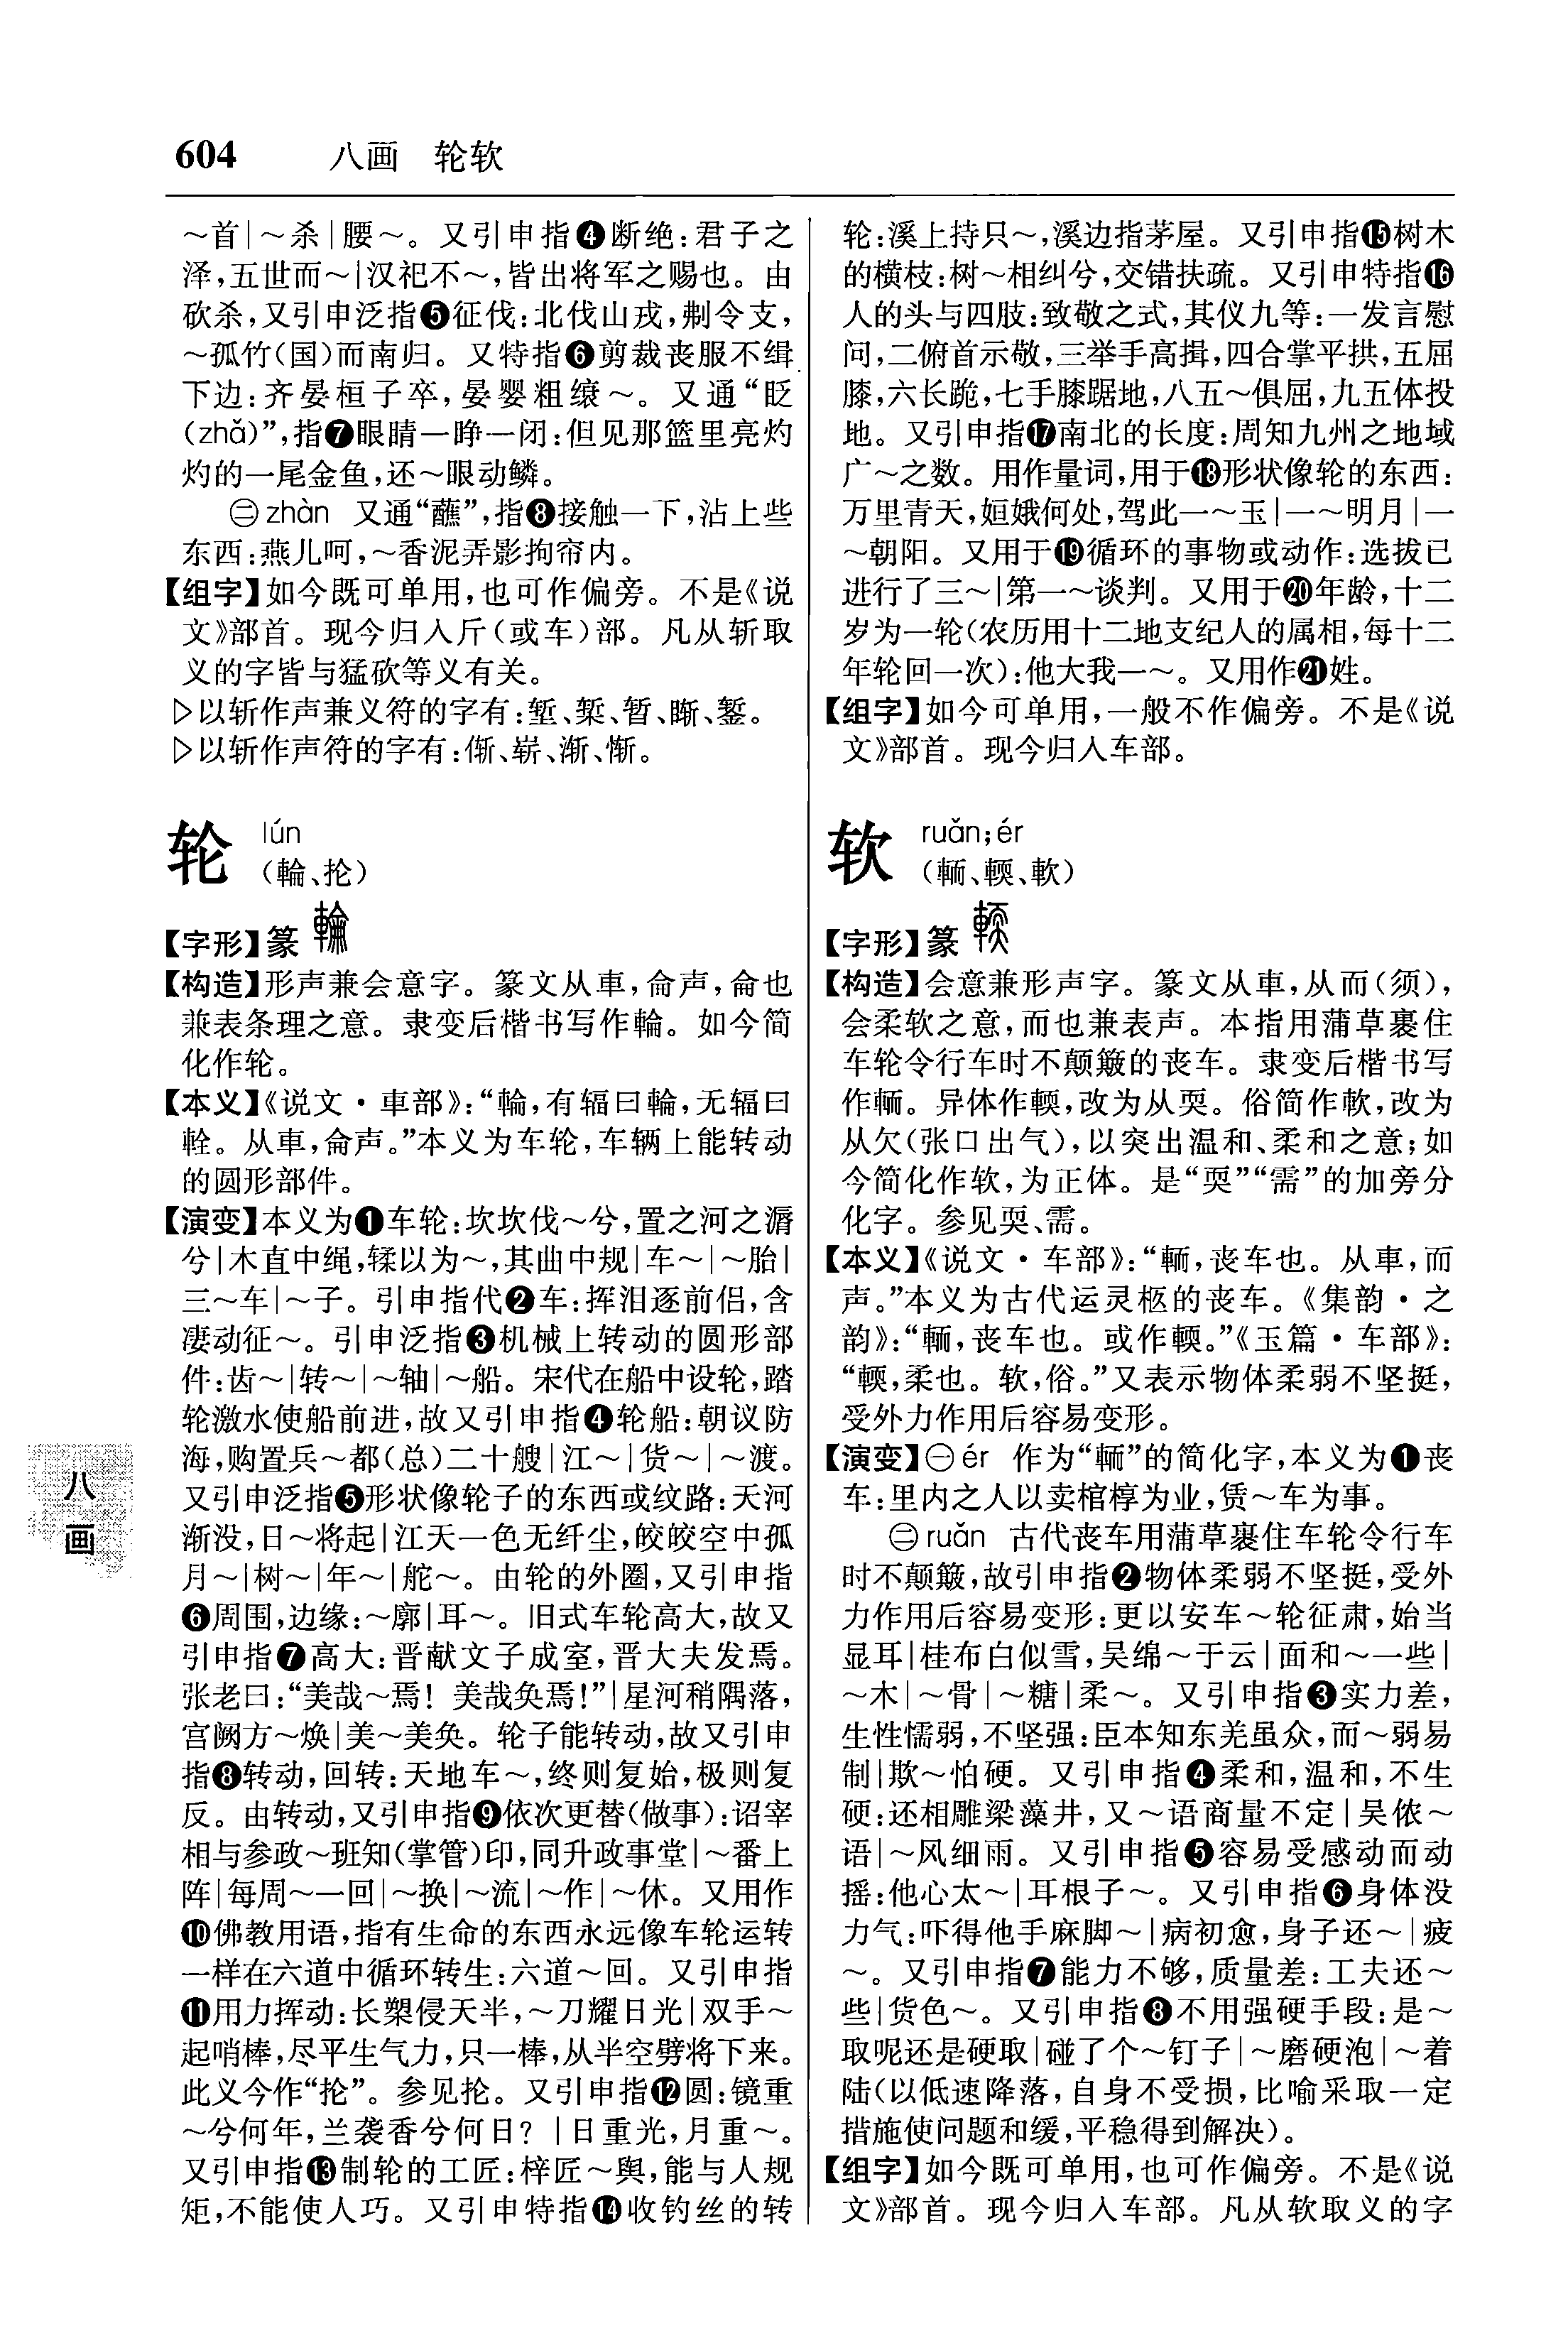 604 八画 轮软
～首|～杀|腰～。又引申指❹断绝:君子之
泽,五世而～|汉祀不～,皆出将军之赐也。由
砍杀,又引申泛指❺征伐:北伐山戎,刜令支,
～孤竹(国)而南归。又特指❻剪裁丧服不缉
下边:齐晏桓子卒,晏婴粗缞～。又通“眨
(zhǎ)”,指❼眼睛一睁一闭:但见那篮里亮灼
灼的一尾金鱼,还～眼动鳞。
㊁zhàn 又通“蘸”,指❽接触一下,沾上些
东西:燕儿呵,～香泥弄影拘帘内。
【组字】如今既可单用,也可作偏旁。不是《说
文》部首。现今归入斤(或车)部。凡从斩取
义的字皆与猛砍等义有关。
▷以斩作声兼义符的字有:堑、椠、暂、𣊫、錾。
▷以斩作声符的字有:㔾、崭、渐、惭。
轮 lún
(輪、抡)
【字形】篆
【构造】形声兼会意字。篆文从車,侖声,侖也
兼表条理之意。隶变后楷书写作輪。如今简
化作轮。
【本义】《说文·車部》:“輪,有辐曰輪,无辐曰
輇。从車,侖声。”本义为车轮,车辆上能转动
的圆形部件。
【演变】本义为❶车轮:坎坎伐～兮,置之河之漘
兮|木直中绳,𫐓以为～,其曲中规|车～|～胎|
三～车|～子。引申指代❷车:挥泪逐前侣,含
凄动征～。引申泛指❸机械上转动的圆形部
件:齿～|转～|～轴|～船。宋代在船中设轮,踏
轮激水使船前进,故又引申指❹轮船:朝议防
海,购置兵～都(总)二十艘|江～|货～|～渡。
又引申泛指❺形状像轮子的东西或纹路:天河
渐没,日～将起|江天一色无纤尘,皎皎空中孤
月～|树～|年～|舵～。由轮的外圈,又引申指
❻周围,边缘:～廓|耳～。旧式车轮高大,故又
引申指❼高大:晋献文子成室,晋大夫发焉。
张老曰:“美哉～焉! 美哉奂焉!”|星河稍隅落,
宫阙方～焕|美～美奂。轮子能转动,故又引申
指❽转动,回转:天地车～,终则复始,极则复
反。由转动,又引申指❾依次更替(做事):诏宰
相与参政～班知(掌管)印,同升政事堂|～番上
阵|每周～一回|～换|～流|～作|～休。又用作
❿佛教用语,指有生命的东西永远像车轮运转
一样在六道中循环转生:六道～回。又引申指
⓫用力挥动:长槊侵天半,～刀耀日光|双手～
起哨棒,尽平生气力,只一棒,从半空劈将下来。
此义今作“抡”。参见抡。又引申指⓬圆:镜重
～兮何年,兰袭香兮何日? |日重光,月重～。
又引申指⓭制轮的工匠:梓匠～舆,能与人规
矩,不能使人巧。又引申特指⓮收钓丝的转
轮:溪上持只～,溪边指茅屋。又引申指⓯树木
的横枝:树～相纠兮,交错扶疏。又引申特指⓰
人的头与四肢:致敬之式,其仪九等:一发言慰
问,二俯首示敬,三举手高揖,四合掌平拱,五屈
膝,六长跪,七手膝踞地,八五～俱屈,九五体投
地。又引申指⓱南北的长度:周知九州之地域
广～之数。用作量词,用于⓲形状像轮的东西:
万里青天,姮娥何处,驾此一～玉|一～明月|一
～朝阳。又用于⓳循环的事物或动作:选拔已
进行了三～|第一～谈判。又用于⓴年龄,十二
岁为一轮(农历用十二地支纪人的属相,每十二
年轮回一次):他大我一～。又用作㉑姓。
【组字】如今可单用,一般不作偏旁。不是《说
文》部首。现今归入车部。
软 ruǎn;ér
(輀、輭、軟)
【字形】篆
【构造】会意兼形声字。篆文从車,从而(须),
会柔软之意,而也兼表声。本指用蒲草裹住
车轮令行车时不颠簸的丧车。隶变后楷书写
作輀。异体作輭,改为从耎。俗简作軟,改为
从欠(张口出气),以突出温和、柔和之意;如
今简化作软,为正体。是“耎”“需”的加旁分
化字。参见耎、需。
【本义】《说文·车部》:“輀,丧车也。从車,而
声。”本义为古代运灵柩的丧车。《集韵·之
韵》:“輀,丧车也。或作輭。”《玉篇·车部》:
“輭,柔也。软,俗。”又表示物体柔弱不坚挺,
受外力作用后容易变形。
【演变】㊀ér 作为“輀”的简化字,本义为❶丧
车:里内之人以卖棺椁为业,赁～车为事。
㊁ruǎn 古代丧车用蒲草裹住车轮令行车
时不颠簸,故引申指❷物体柔弱不坚挺,受外
力作用后容易变形:更以安车～轮征肃,始当
显耳|桂布白似雪,吴绵～于云|面和～一些|
～木|～骨|～糖|柔～。又引申指❸实力差,
生性懦弱,不坚强:臣本知东羌虽众,而～弱易
制|欺～怕硬。又引申指❹柔和,温和,不生
硬:还相雕梁藻井,又～语商量不定|吴侬～
语|～风细雨。又引申指❺容易受感动而动
摇:他心太～|耳根子～。又引申指❻身体没
力气:吓得他手麻脚～|病初愈,身子还～|疲
～。又引申指❼能力不够,质量差:工夫还～
些|货色～。又引申指❽不用强硬手段:是～
取呢还是硬取|碰了个～钉子|～磨硬泡|～着
陆(以低速降落,自身不受损,比喻采取一定
措施使问题和缓,平稳得到解决)。
【组字】如今既可单用,也可作偏旁。不是《说
文》部首。现今归入车部。凡从软取义的字
八画